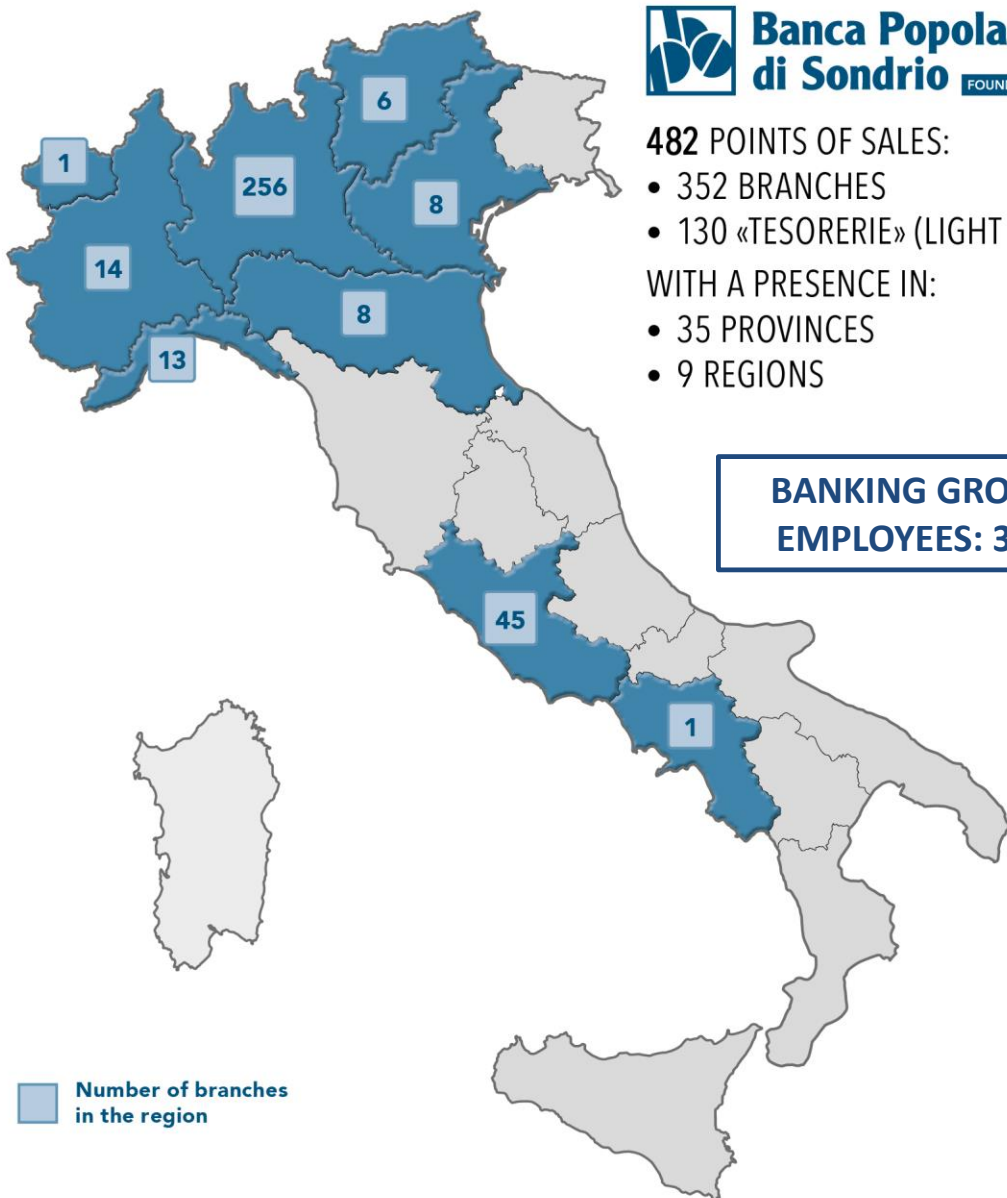 Banca Popola
di Sondrio FOUN
482 POINTS OF SALES:
• 352 BRANCHES
• 130 «TESORERIE» (LIGHT
WITH A PRESENCE IN:
• 35 PROVINCES
• 9 REGIONS
BANKING GRO
EMPLOYEES: 3
6
1
256
8
14
8
13
45
1
Number of branches
in the region